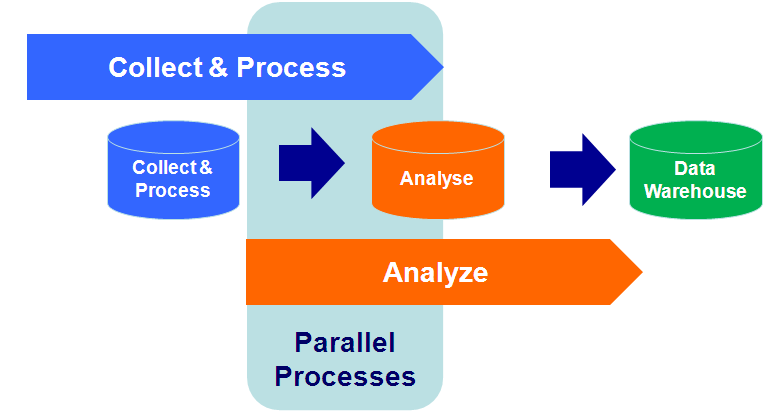 Collect & Process
Collect &
Process
Analyse
Data
Warehouse
Analyze
Parallel
Processes